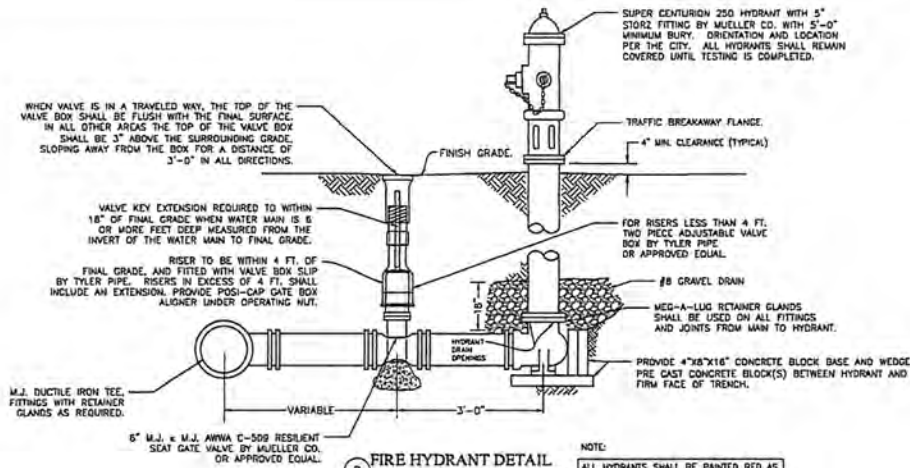 SUPER CENTURION 250 HYDRANT WITH 5"
STORZ FITTING BY MUELLER CO. WITH 5'-0"
MINIMUM BURY. ORIENTATION AND LOCATION
PER THE CITY. ALL HYDRANTS SHALL REMAIN
COVERED UNTIL TESTING IS COMPLETED.
WHEN VALVE IS IN A TRAVELED WAY, THE TOP OF THE
VALVE BOX SHALL BE FLUSH WITH THE FINAL SURFACE.
IN ALL OTHER AREAS THE TOP OF THE VALVE BOX
SHALL BE 3" ABOVE THE SURROUNDING GRADE,
SLOPING AWAY FROM THE BOX FOR A DISTANCE OF
3'-0" IN ALL DIRECTIONS.
TRAFFIC BREAKAWAY FLANGE.
4" MIN. CLEARANCE (TYPICAL)
FINISH GRADE.
VALVE KEY EXTENSION REQUIRED TO WITHIN
18" OF FINAL GRADE WHEN WATER MAIN IS 6
OR MORE FEET DEEP MEASURED FROM THE
INVERT OF THE WATER MAIN TO FINAL GRADE.
FOR RISERS LESS THAN 4 FT.
TWO PIECE ADJUSTABLE VALVE
BOX BY TYLER PIPE
OR APPROVED EQUAL.
RISER TO BE WITHIN 4 FT. OF
FINAL GRADE, AND FITTED WITH VALVE BOX SLIP
BY TYLER PIPE. RISERS IN EXCESS OF 4 FT. SHALL
INCLUDE AN EXTENSION. PROVIDE POSI-CAP GATE BOX
ALIGNER UNDER OPERATING NUT.
18"
#8 GRAVEL DRAIN
MEG-A-LUG RETAINER GLANDS
SHALL BE USED ON ALL FITTINGS
AND JOINTS FROM MAIN TO HYDRANT.
HYDRANT
DRAIN
OPENINGS
PROVIDE 4"X8"X16" CONCRETE BLOCK BASE AND WEDGE
PRE CAST CONCRETE BLOCK(S) BETWEEN HYDRANT AND
FIRM FACE OF TRENCH.
M.J. DUCTILE IRON TEE,
FITTINGS WITH RETAINER
GLANDS AS REQUIRED.
VARIABLE
3'-0"
6" M.J. x M.J. AWWA C-509 RESILIENT
SEAT GATE VALVE BY MUELLER CO.
OR APPROVED EQUAL.
FIRE HYDRANT DETAIL
NOTE:
ALL HYDRANTS SHALL BE PAINTED RED AS